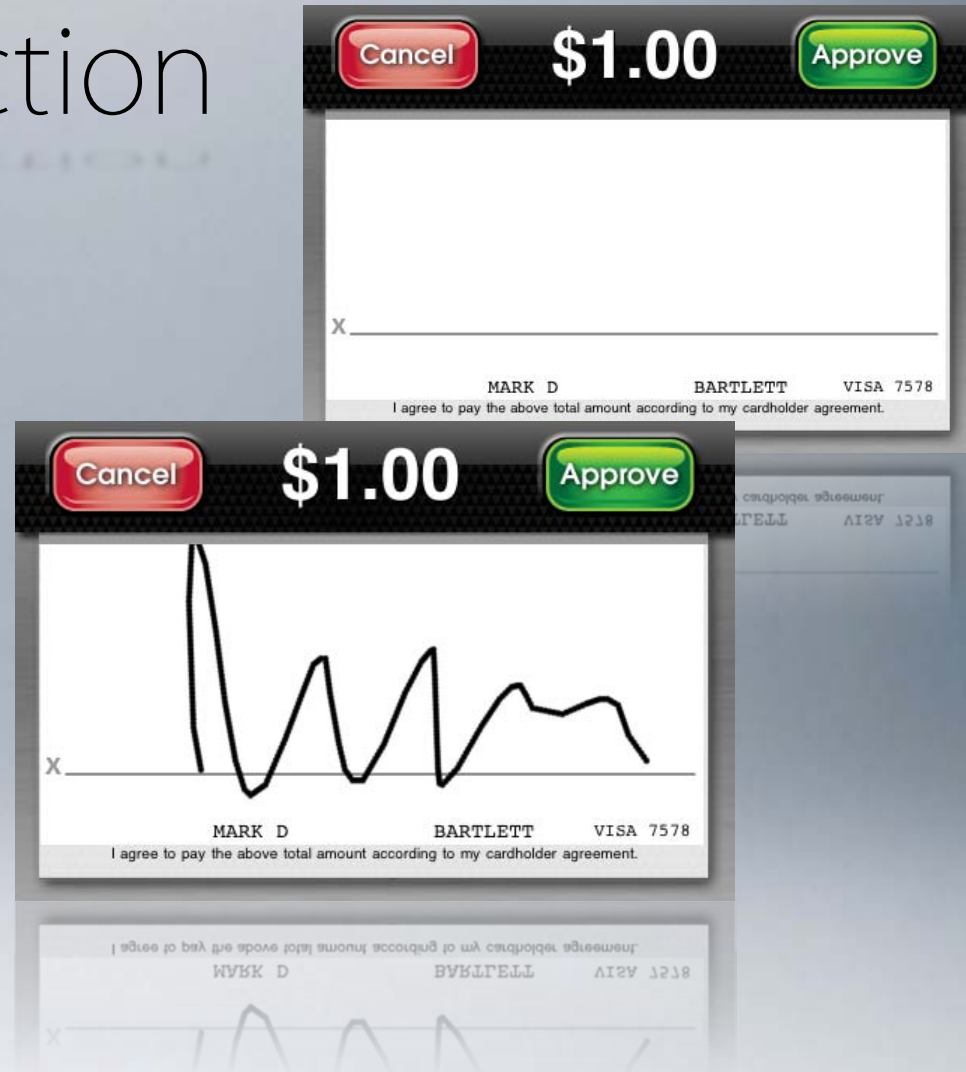 ction
Cancel $1.00 Approve
X
MARK D BARTLETT VISA 7578
I agree to pay the above total amount according to my cardholder agreement.
Cancel $1.00 Approve
X
MARK D BARTLETT VISA 7578
I agree to pay the above total amount according to my cardholder agreement.